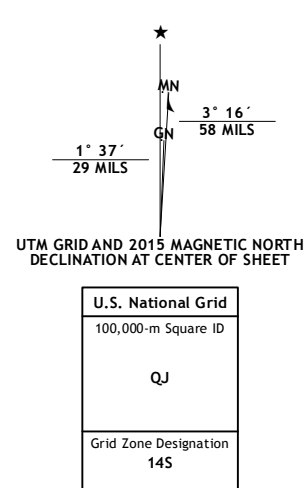 ★
MN
GN
3° 16´
58 MILS
1° 37´
29 MILS
UTM GRID AND 2015 MAGNETIC NORTH
DECLINATION AT CENTER OF SHEET
U.S. National Grid
100,000-m Square ID
QJ
Grid Zone Designation
14S